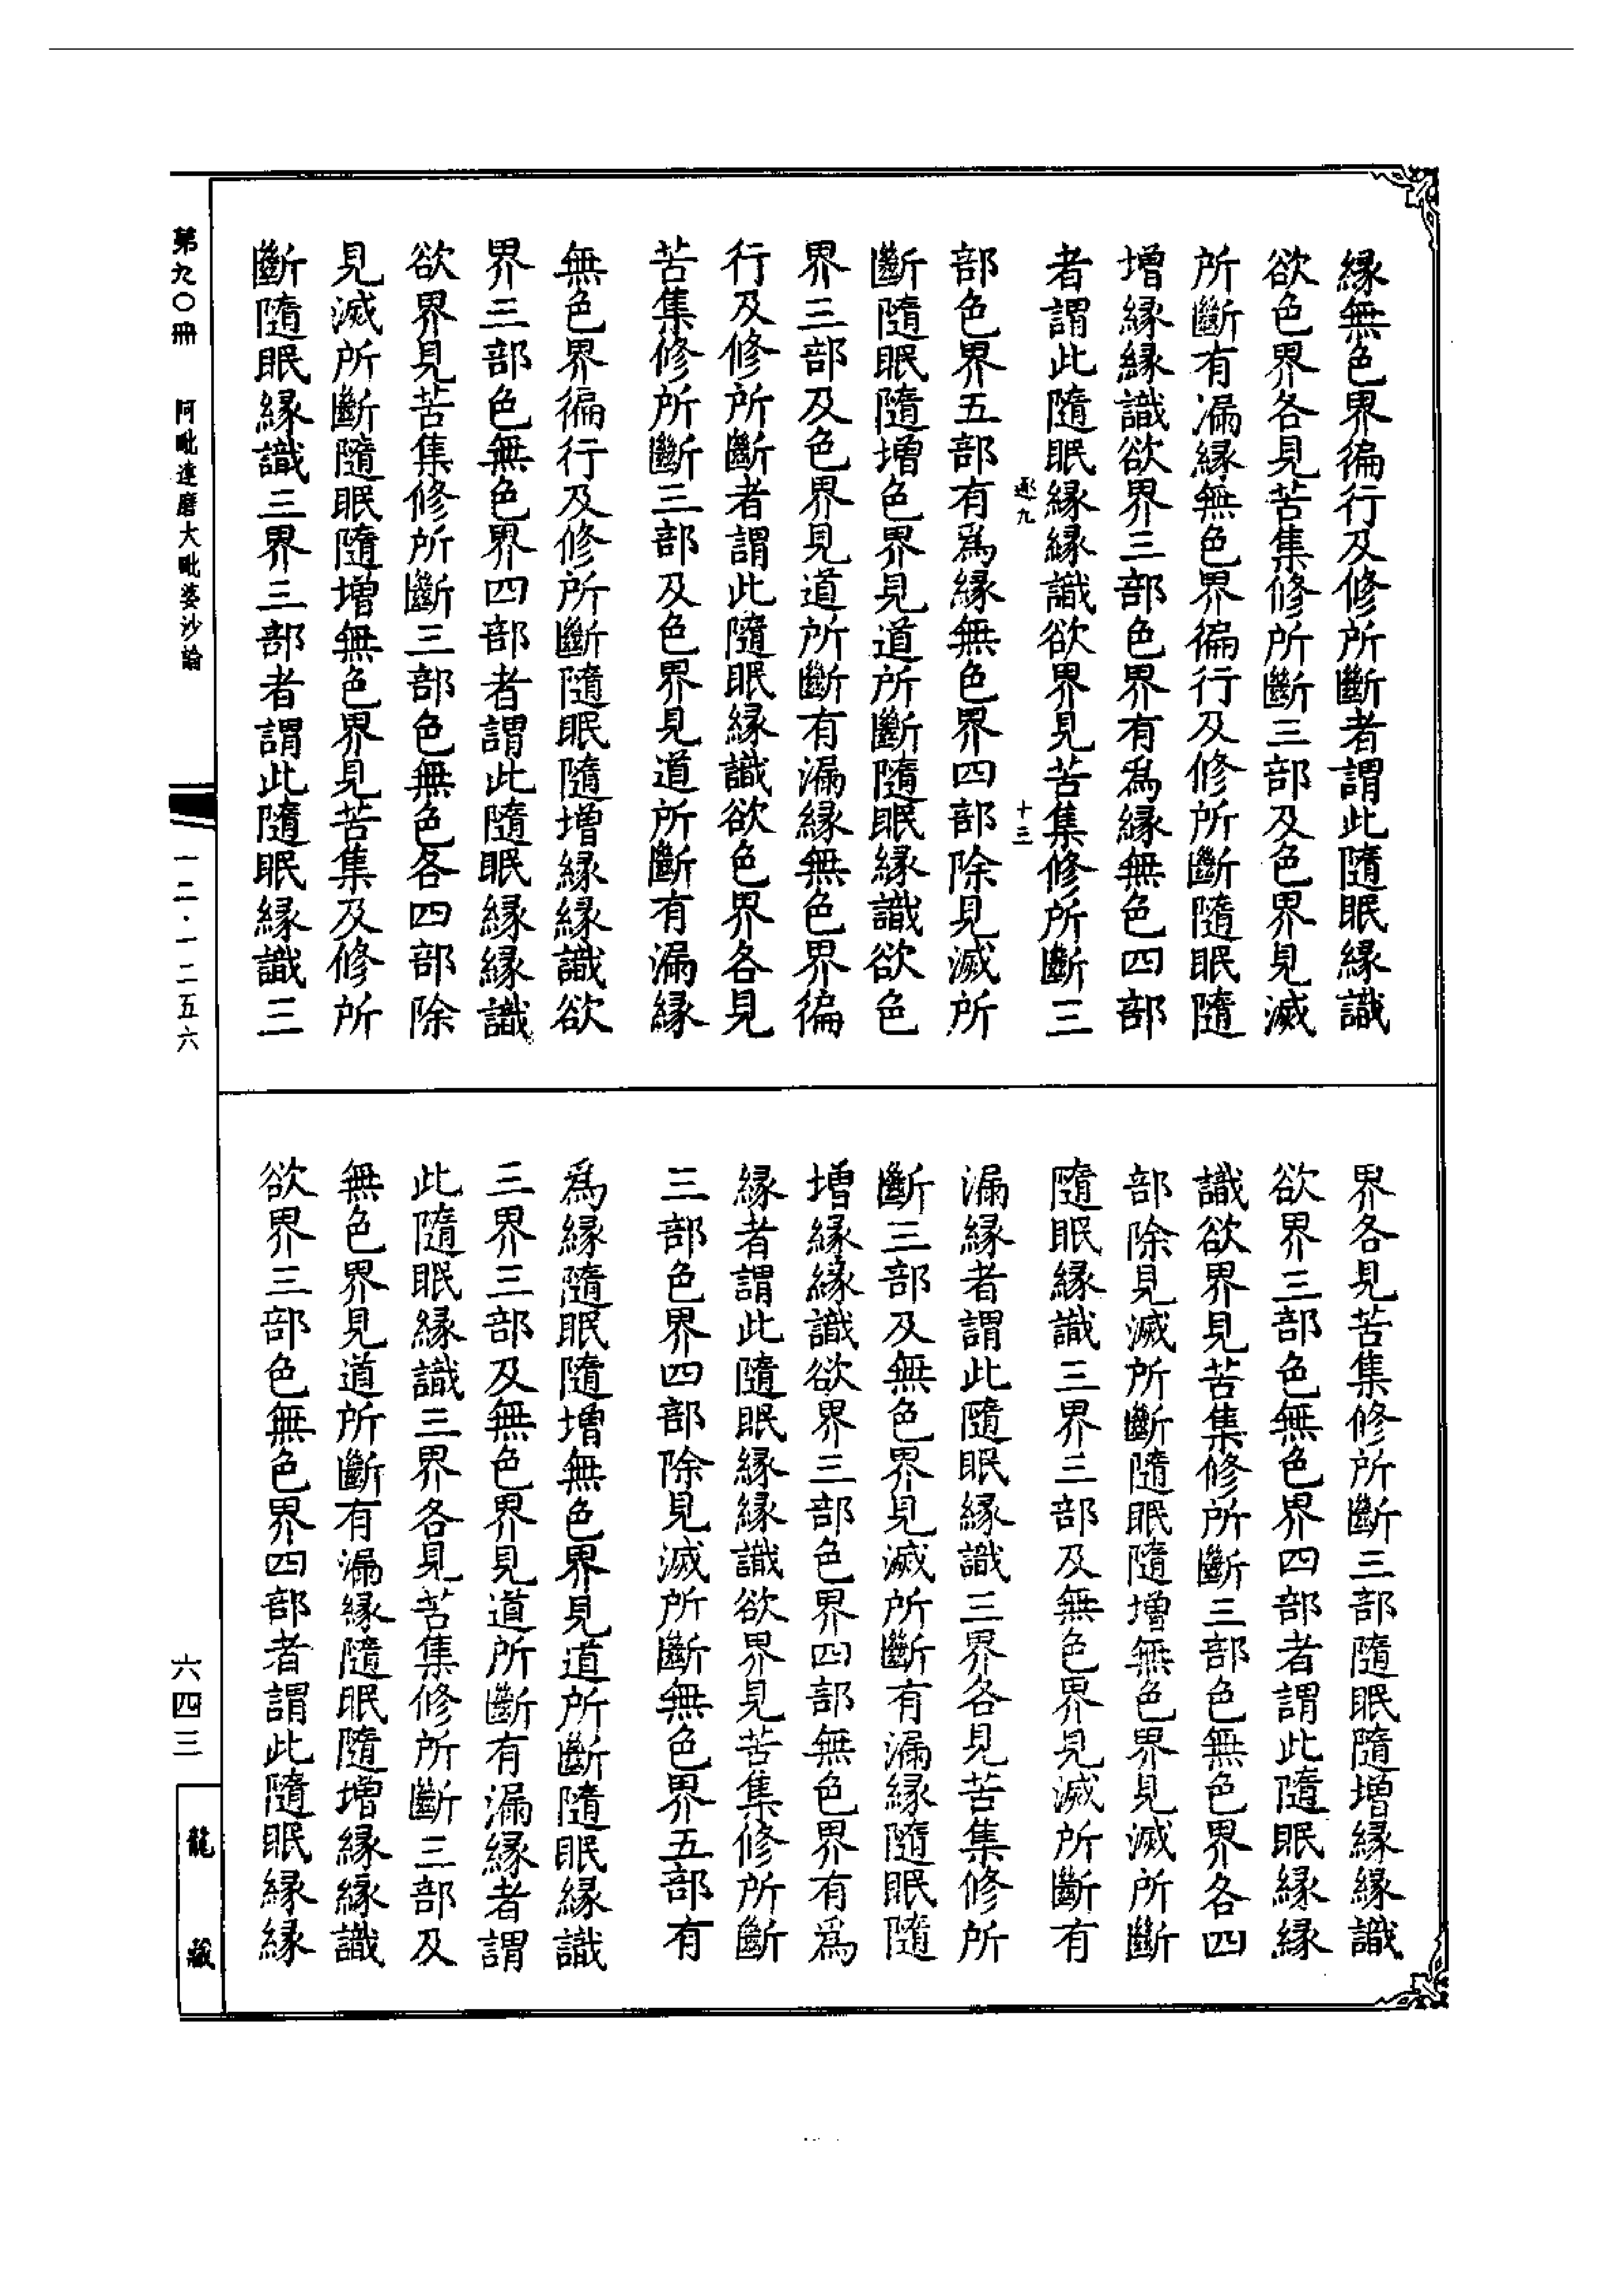 緣無色界徧行及修所斷者謂此隨眠緣識
欲色界各見苦集修所斷三部及色界見滅
所斷有漏緣無色界徧行及修所斷隨眠隨
增緣緣識欲界三部色界有爲緣無色四部
者謂此隨眠緣緣識欲界見苦集修所斷三
十三
部色界五部有爲緣無色界四部除見滅所
斷隨眠隨增色界見道所斷隨眠緣識欲色
界三部及色界見道所斷有漏緣無色界徧
行及修所斷者謂此隨眠緣識欲色界各見
苦集修所斷三部及色界見道所斷有漏緣
無色界徧行及修所斷隨眠隨增緣緣識欲
界三部色無色界四部者謂此隨眠緣緣識
欲界見苦集修所斷三部色無色各四部除
見滅所斷隨眠隨增無色界見苦集及修所
斷隨眠緣識三界三部者謂此隨眠緣識三
界各見苦集修所斷三部隨眠隨增緣緣識
欲界三部色無色界四部者謂此隨眠緣緣
識欲界見苦集修所斷三部色無色界各四
部除見滅所斷隨眠隨增無色界見滅所斷
隨眠緣識三界三部及無色界見滅所斷有
漏緣者謂此隨眠緣識三界各見苦集修所
斷三部及無色界見滅所斷有漏緣隨眠隨
增緣緣識欲界三部色界四部無色界有爲
緣者謂此隨眠緣緣識欲界見苦集修所斷
三部色界四部除見滅所斷無色界五部有
爲緣隨眠隨增無色界見道所斷隨眠緣識
三界三部及無色界見道所斷有漏緣者謂
此隨眠緣識三界各見苦集修所斷三部及
無色界見道所斷有漏緣隨眠隨增緣緣識
欲界三部色無色界四部者謂此隨眠緣緣
第九〇冊
阿毗達磨大毗婆沙論
一二·一二五六
六四三
龍藏